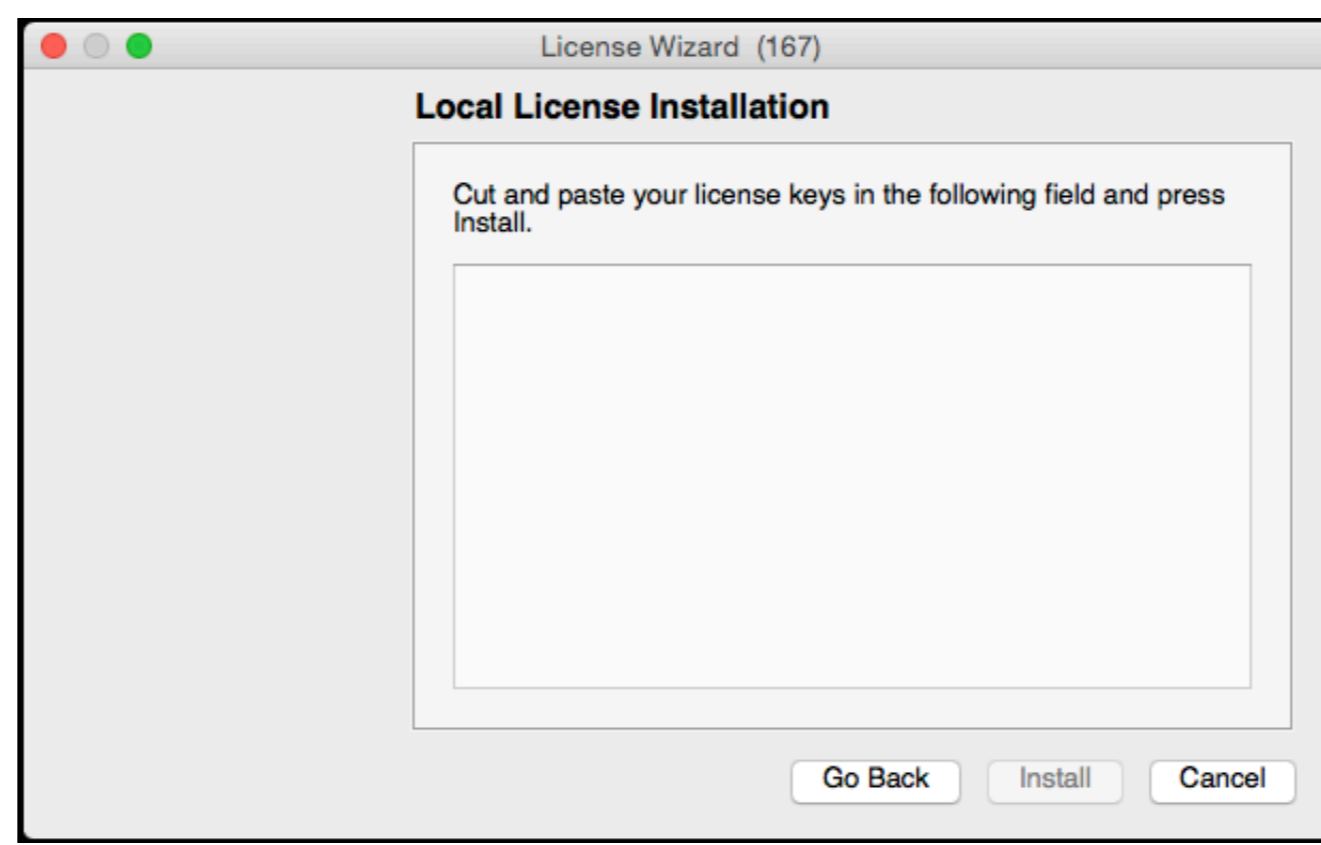 License Wizard (167)
Local License Installation
Cut and paste your license keys in the following field and press
Install.
Go Back Install Cancel